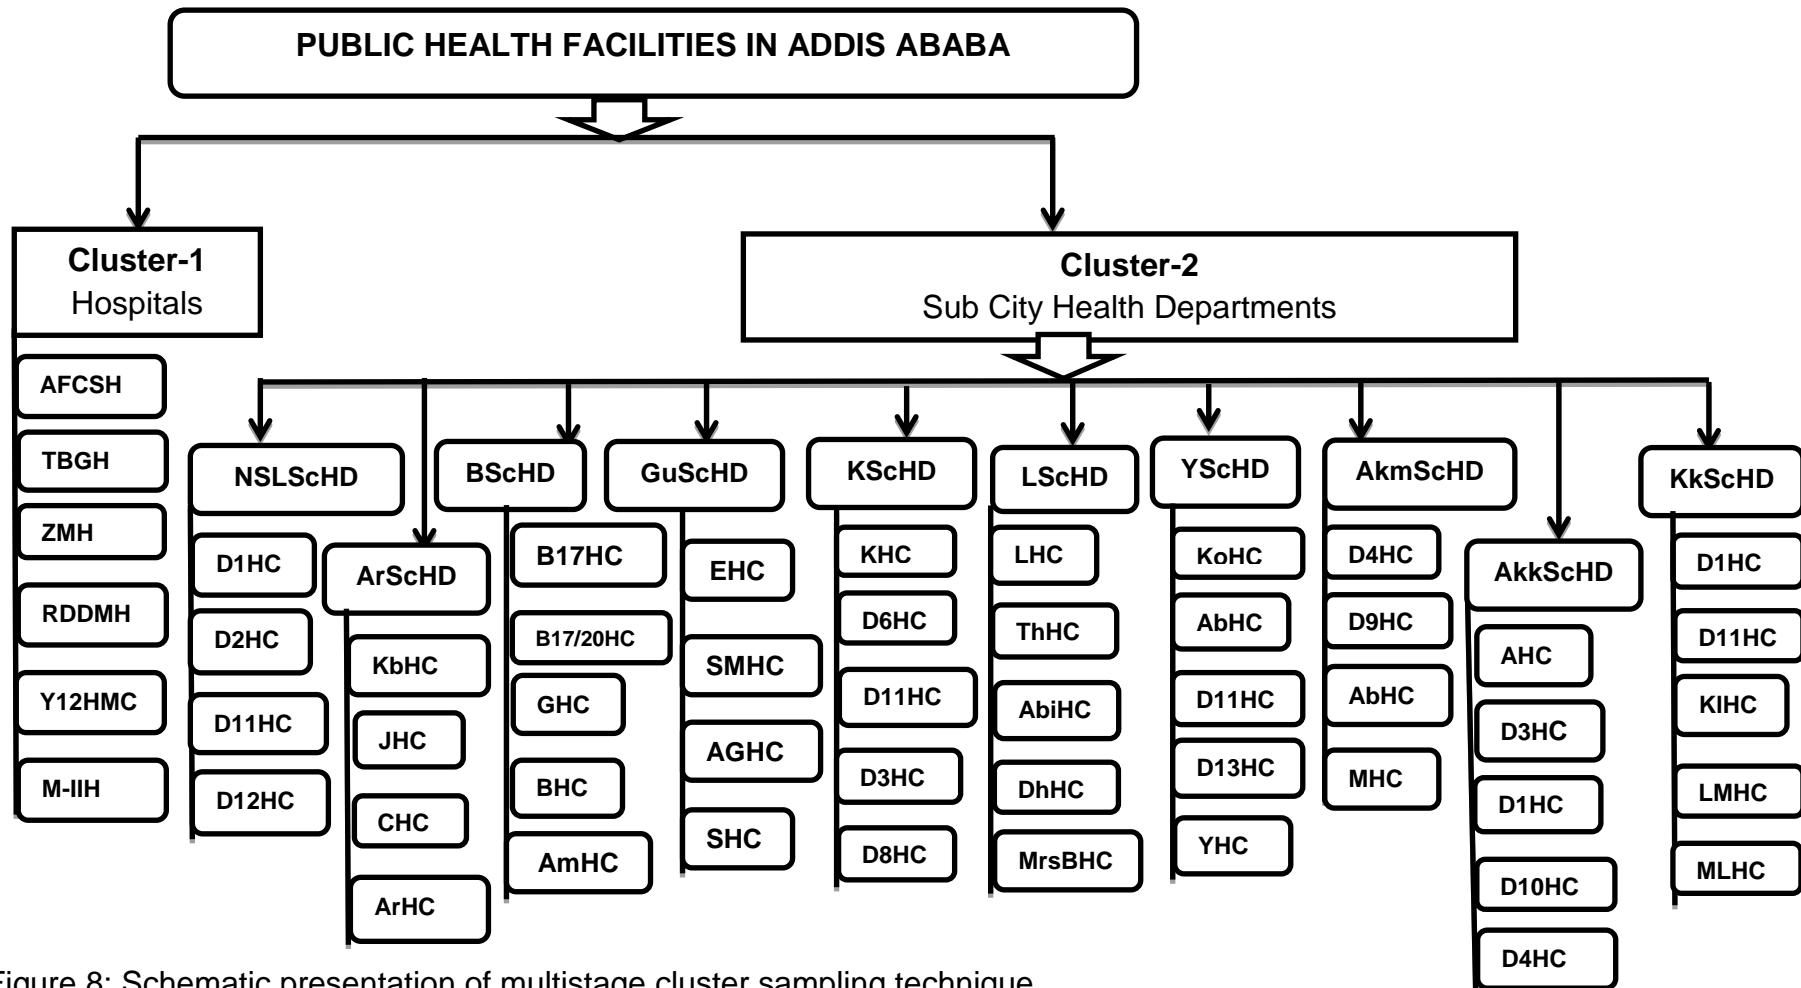 PUBLIC HEALTH FACILITIES IN ADDIS ABABA
Cluster-1
Hospitals
AFCSH
TBGH
ZMH
RDDMH
Y12HMC
M-IIH
Cluster-2
Sub City Health Departments
NSLScHD
D1HC
D2HC
D11HC
D12HC
ArScHD
KbHC
JHC
CHC
ArHC
BScHD
B17HC
B17/20HC
GHC
BHC
AmHC
GuScHD
EHC
SMHC
AGHC
SHC
KScHD
KHC
D6HC
D11HC
D3HC
D8HC
LScHD
LHC
ThHC
AbiHC
DhHC
MrsBHC
YScHD
KoHC
AbHC
D11HC
D13HC
YHC
AkmScHD
D4HC
D9HC
AbHC
MHC
AkkScHD
AHC
D3HC
D1HC
D10HC
D4HC
KkScHD
D1HC
D11HC
KIHC
LMHC
MLHC
Figure 8: Schematic presentation of multistage cluster sampling technique